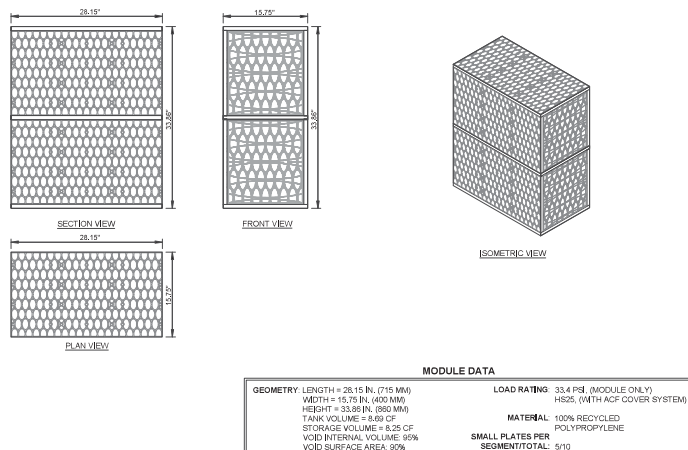 28.15"
33.86"
SECTION VIEW
15.75"
33.86"
FRONT VIEW
ISOMETRIC VIEW
28.15"
15.75"
PLAN VIEW
MODULE DATA
GEOMETRY: LENGTH = 28.15 IN. (715 MM)
WIDTH = 15.75 IN. (400 MM)
HEIGHT = 33.86 IN. (860 MM)
TANK VOLUME = 8.69 CF
STORAGE VOLUME = 8.25 CF
VOID INTERNAL VOLUME: 95%
VOID SURFACE AREA: 90%
LOAD RATING: 33.4 PSI, (MODULE ONLY)
HS25, (WITH ACF COVER SYSTEM)
MATERIAL: 100% RECYCLED
POLYPROPYLENE
SMALL PLATES PER
SEGMENT/TOTAL: 5/10